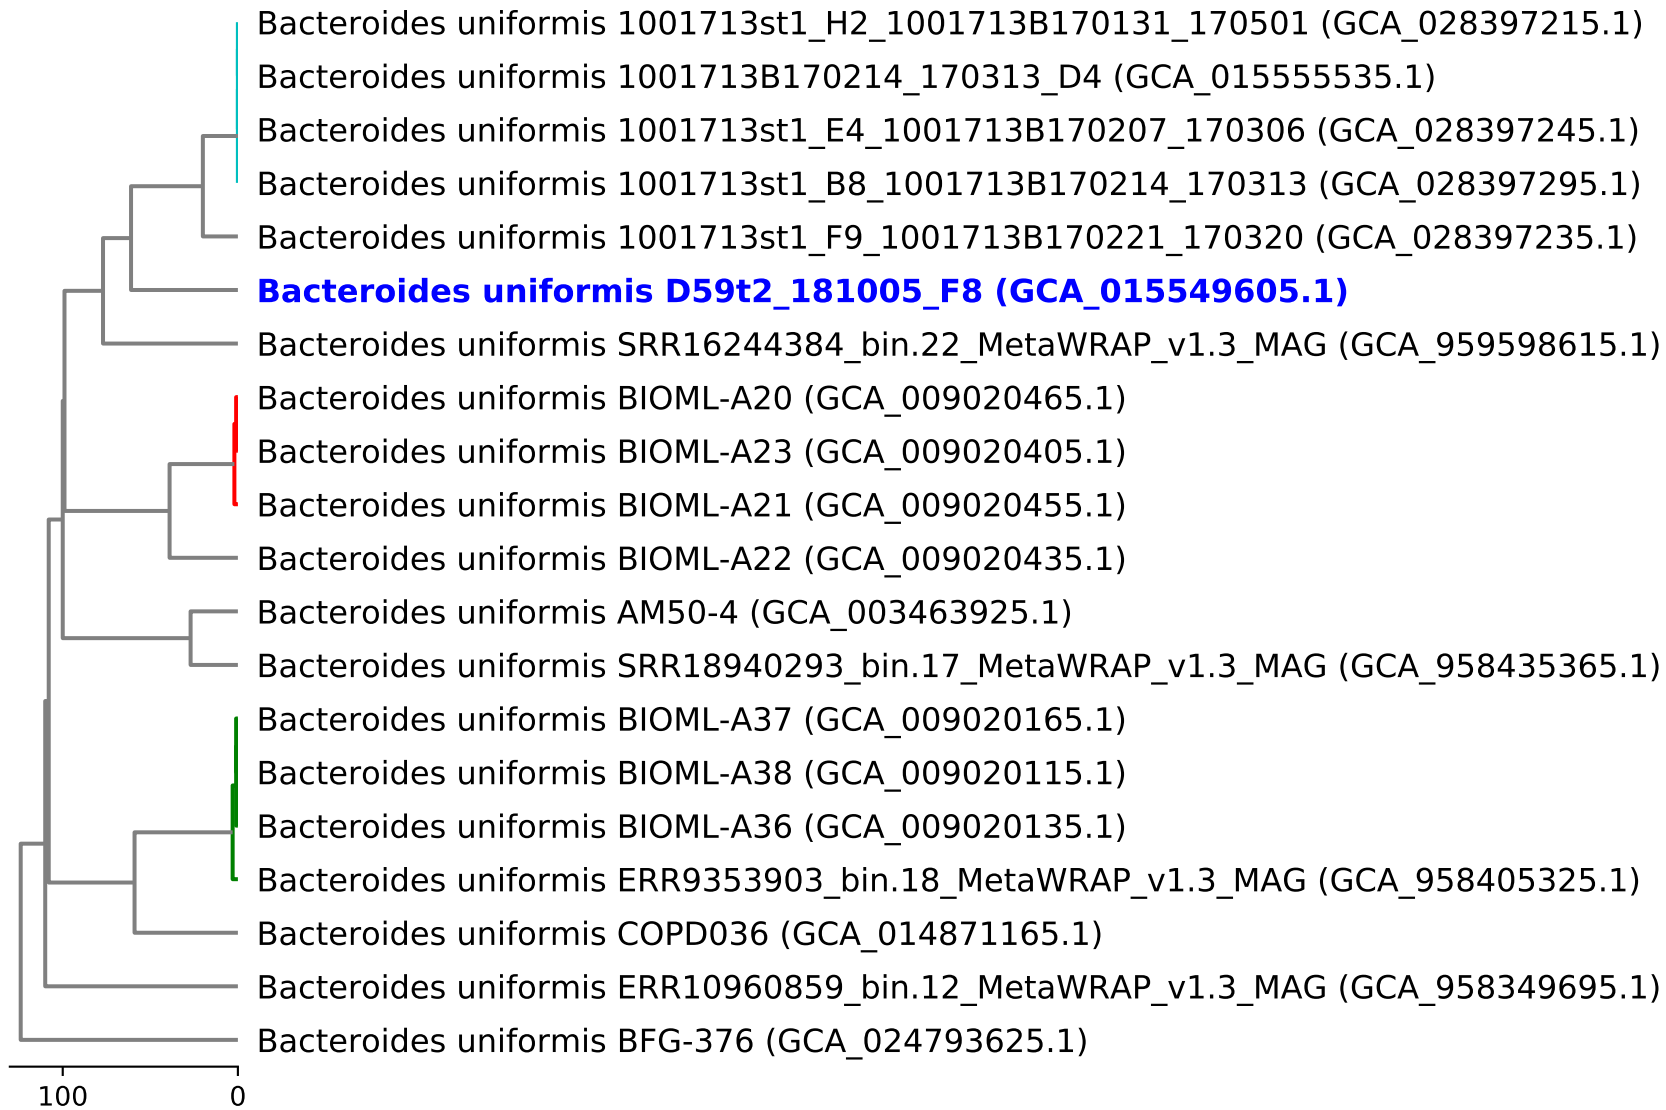 Bacteroides uniformis 1001713st1_H2_1001713B170131_170501 (GCA_028397215.1)
Bacteroides uniformis 1001713B170214_170313_D4 (GCA_015555535.1)
Bacteroides uniformis 1001713st1_E4_1001713B170207_170306 (GCA_028397245.1)
Bacteroides uniformis 1001713st1_B8_1001713B170214_170313 (GCA_028397295.1)
Bacteroides uniformis 1001713st1_F9_1001713B170221_170320 (GCA_028397235.1)
Bacteroides uniformis D59t2_181005_F8 (GCA_015549605.1)
Bacteroides uniformis SRR16244384_bin.22_MetaWRAP_v1.3_MAG (GCA_959598615.1)
Bacteroides uniformis BIOML-A20 (GCA_009020465.1)
Bacteroides uniformis BIOML-A23 (GCA_009020405.1)
Bacteroides uniformis BIOML-A21 (GCA_009020455.1)
Bacteroides uniformis BIOML-A22 (GCA_009020435.1)
Bacteroides uniformis AM50-4 (GCA_003463925.1)
Bacteroides uniformis SRR18940293_bin.17_MetaWRAP_v1.3_MAG (GCA_958435365.1)
Bacteroides uniformis BIOML-A37 (GCA_009020165.1)
Bacteroides uniformis BIOML-A38 (GCA_009020115.1)
Bacteroides uniformis BIOML-A36 (GCA_009020135.1)
Bacteroides uniformis ERR9353903_bin.18_MetaWRAP_v1.3_MAG (GCA_958405325.1)
Bacteroides uniformis COPD036 (GCA_014871165.1)
Bacteroides uniformis ERR10960859_bin.12_MetaWRAP_v1.3_MAG (GCA_958349695.1)
Bacteroides uniformis BFG-376 (GCA_024793625.1)
100 0